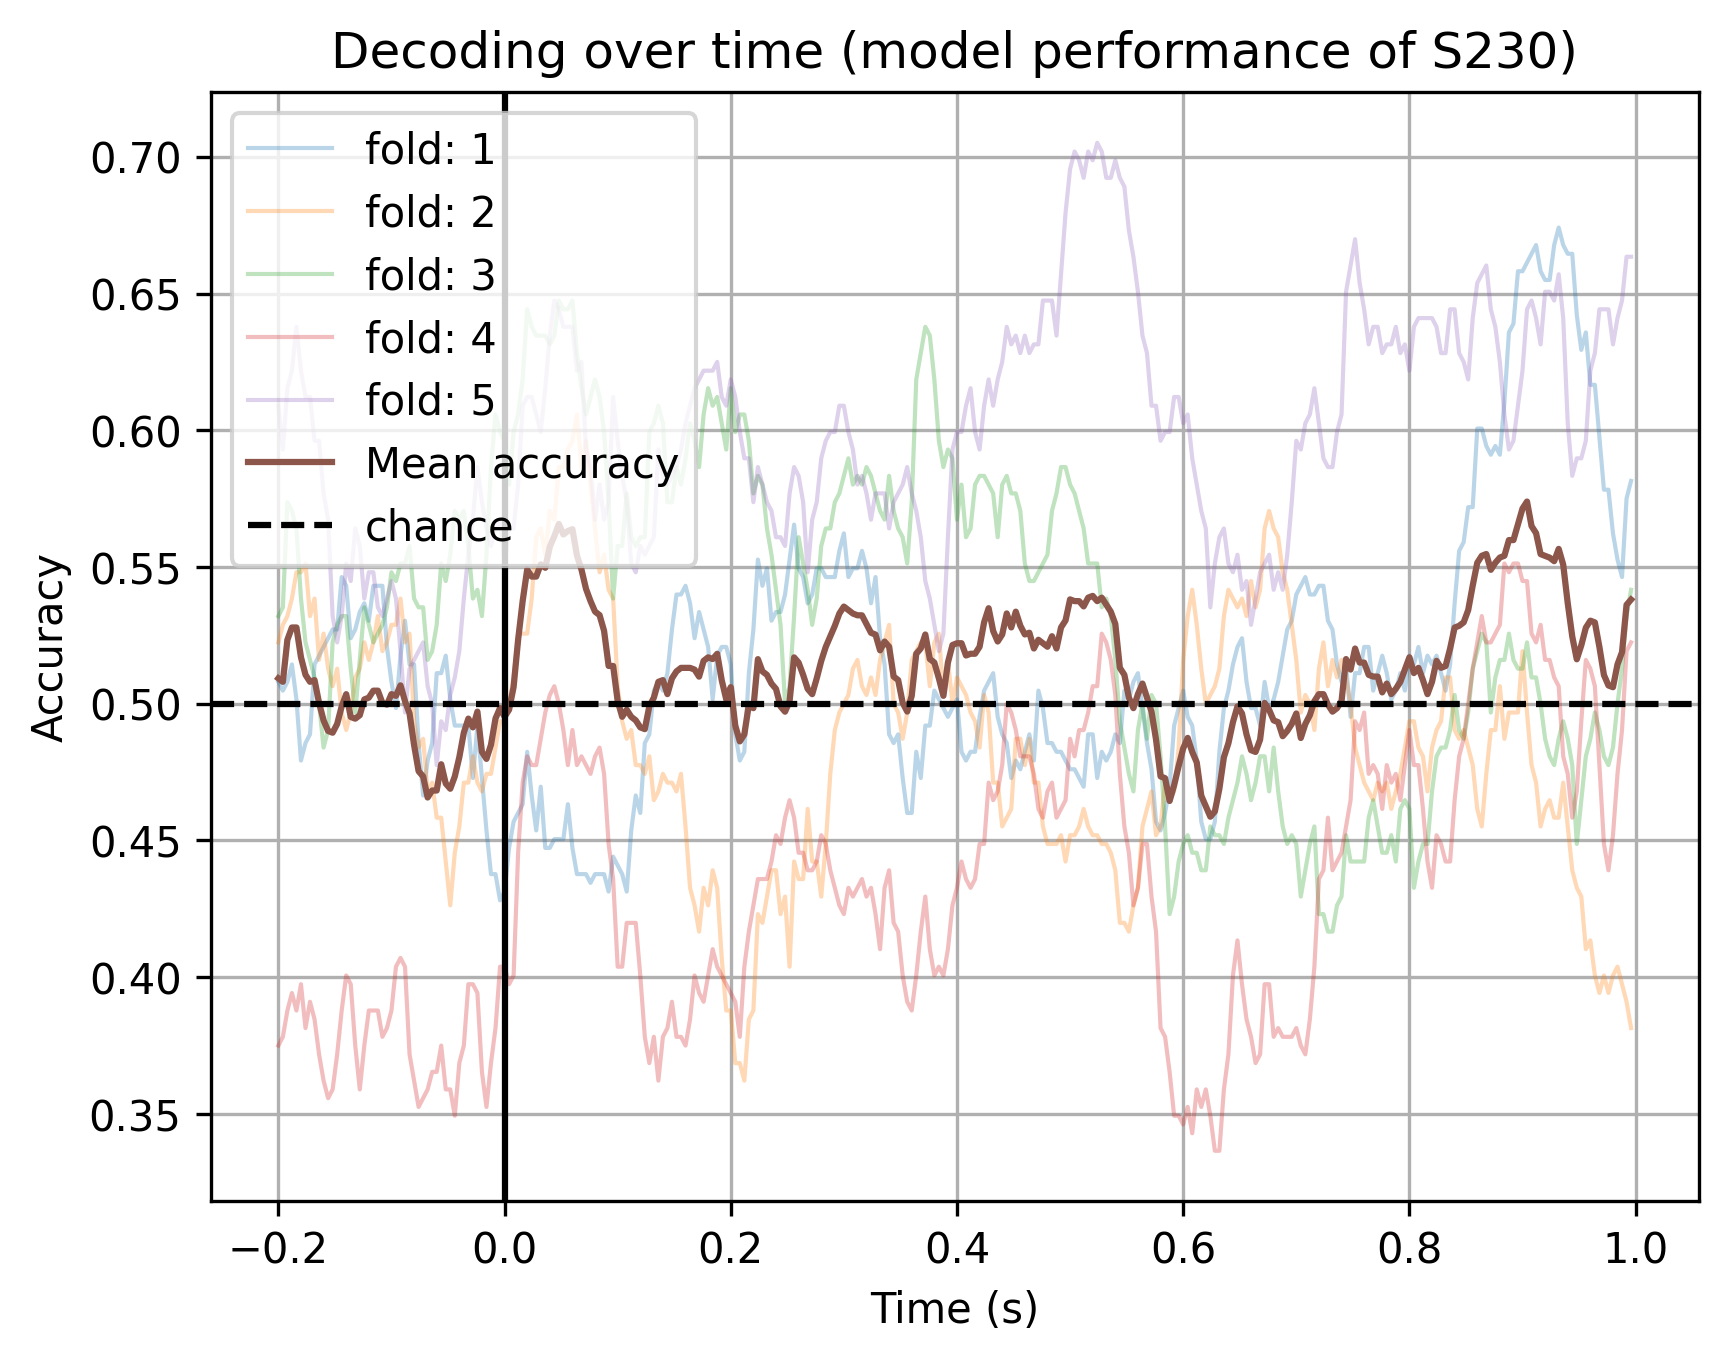 Decoding over time (model performance of S230)
fold: 1
fold: 2
fold: 3
fold: 4
fold: 5
Mean accuracy
chance
Accuracy
0.70
0.65
0.60
0.55
0.50
0.45
0.40
0.35
−0.2 0.0 0.2 0.4 0.6 0.8 1.0
Time (s)